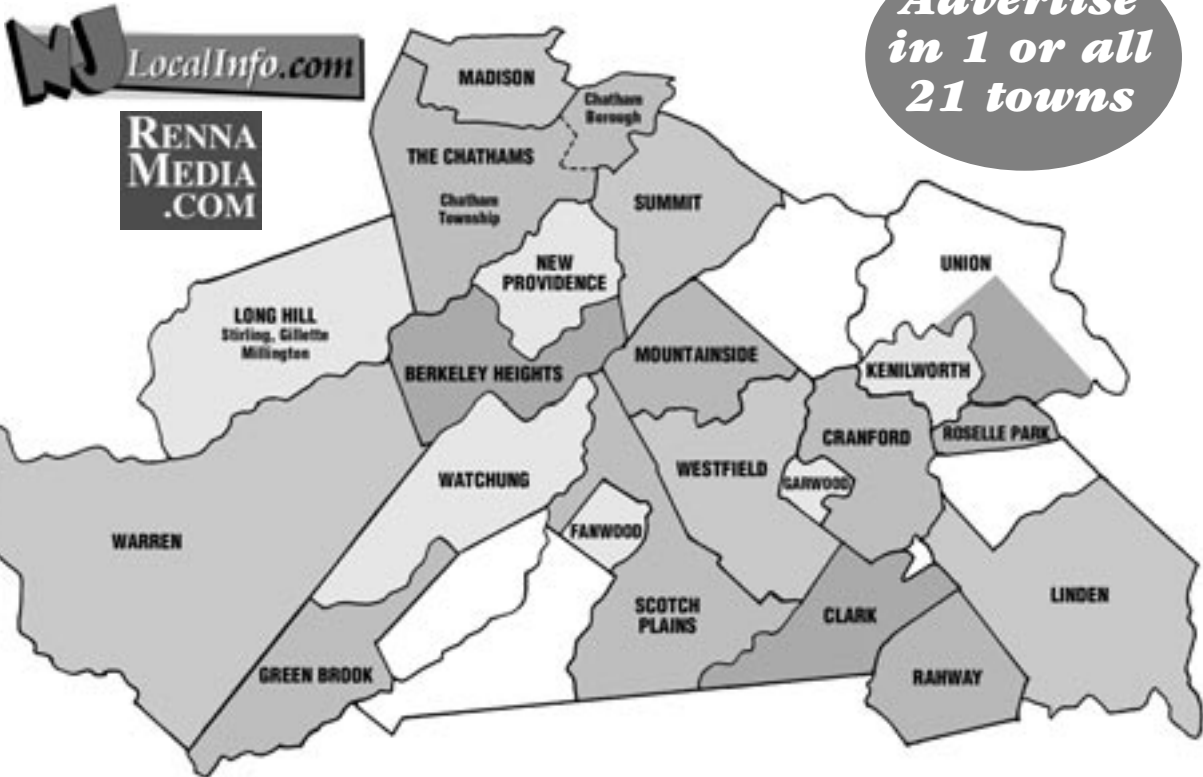 NJ LocalInfo.com
RENNA
MEDIA
.COM
Advertise
in 1 or all
21 towns
MADISON
Chatham
Borough
THE CHATHAMS
Chatham
Township
SUMMIT
NEW
PROVIDENCE
UNION
LONG HILL
Stirling, Gillette
Millington
BERKELEY HEIGHTS
MOUNTAINSIDE
KENILWORTH
CRANFORD
ROSELLE PARK
WATCHUNG
WESTFIELD
GARWOOD
WARREN
FANWOOD
SCOTCH
PLAINS
CLARK
LINDEN
GREEN BROOK
RAHWAY